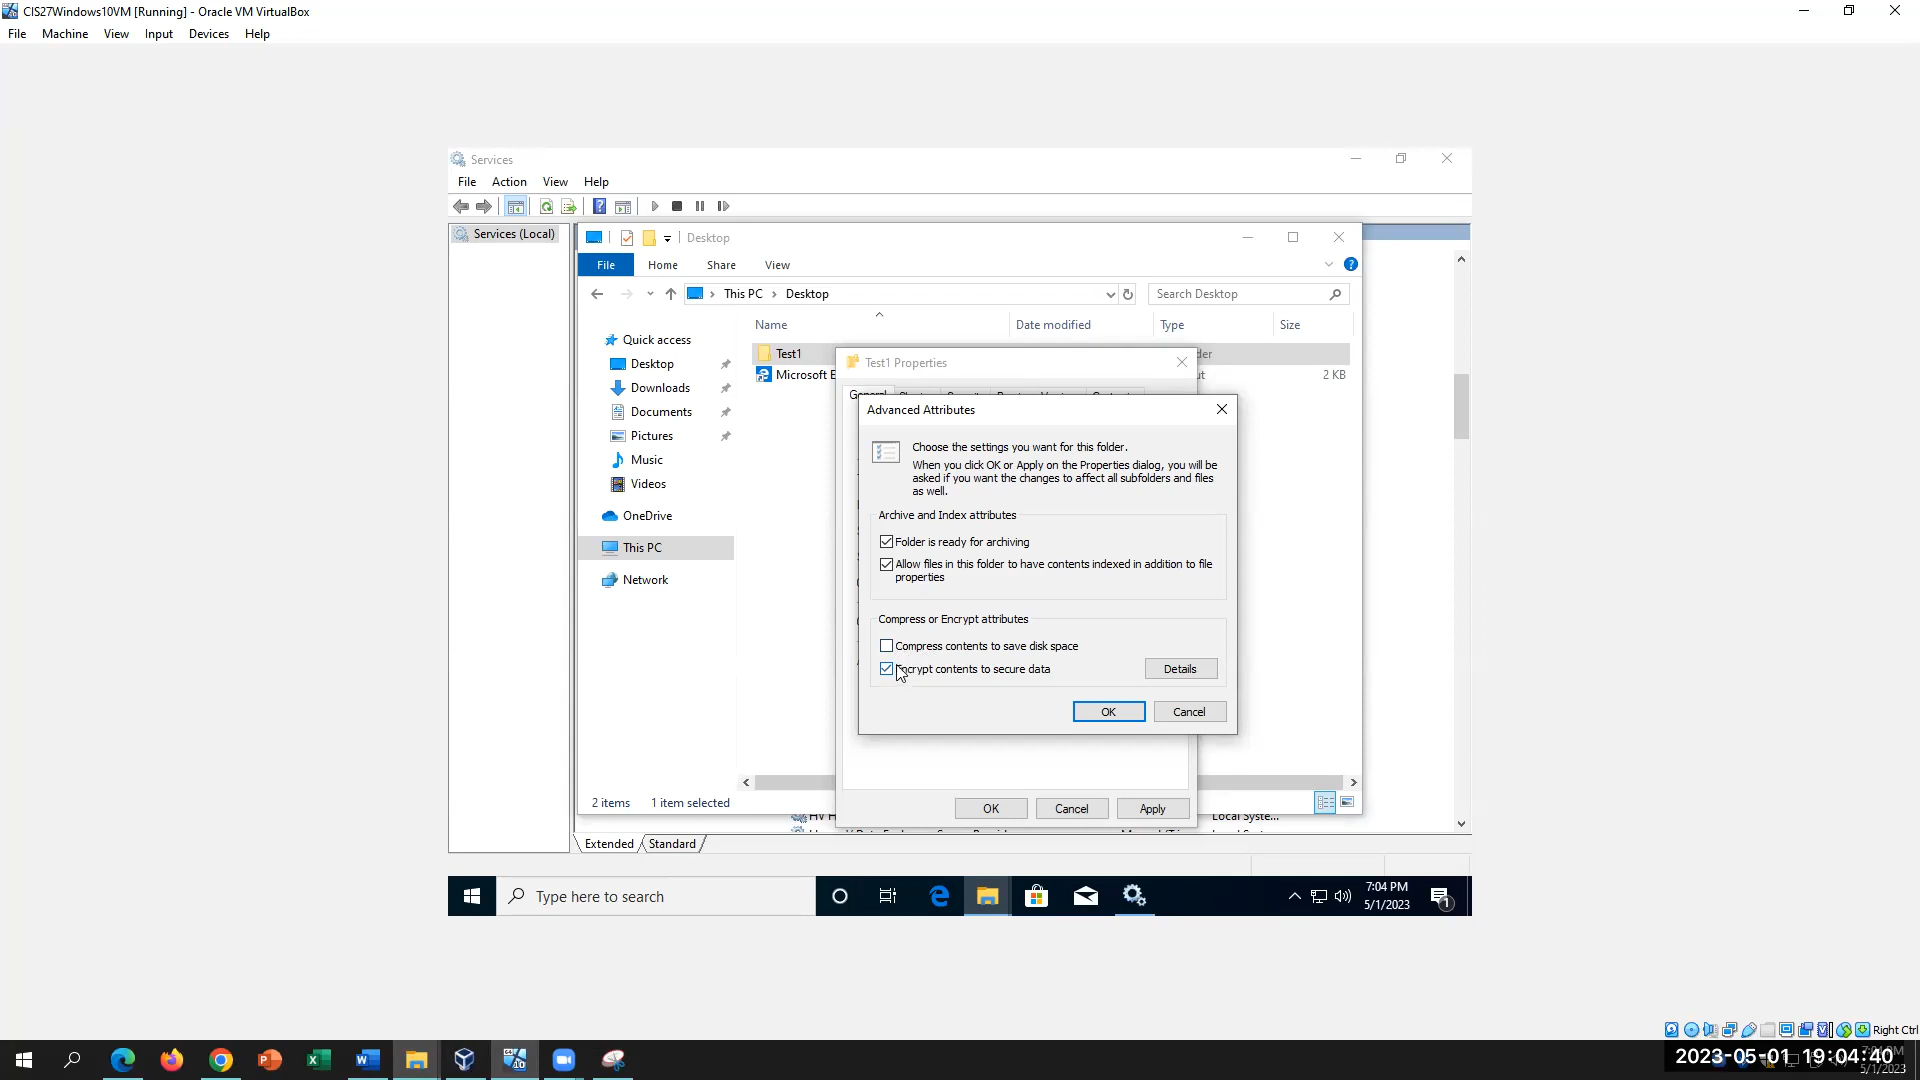 CIS27Windows10VM [Running] - Oracle VM VirtualBox
File Machine View Input Devices Help
Services
File Action View Help
Services (Local)
Desktop
File Home Share View
This PC > Desktop
Search Desktop
Name Date modified Type Size
Quick access
Desktop
Downloads
Documents
Pictures
Music
Videos
OneDrive
This PC
Network
Test1
Microsoft E
2 KB
Test1 Properties
General
Advanced Attributes
Choose the settings you want for this folder.
When you click OK or Apply on the Properties dialog, you will be
asked if you want the changes to affect all subfolders and files
as well.
Archive and Index attributes
Folder is ready for archiving
Allow files in this folder to have contents indexed in addition to file
properties
Compress or Encrypt attributes
Compress contents to save disk space
Encrypt contents to secure data
Details
OK Cancel
OK Cancel Apply
2 items 1 item selected
Local Syste...
Extended Standard
Type here to search
7:04 PM
5/1/2023
1
Right Ctrl
2023-05-01 19:04:40
5/1/2023